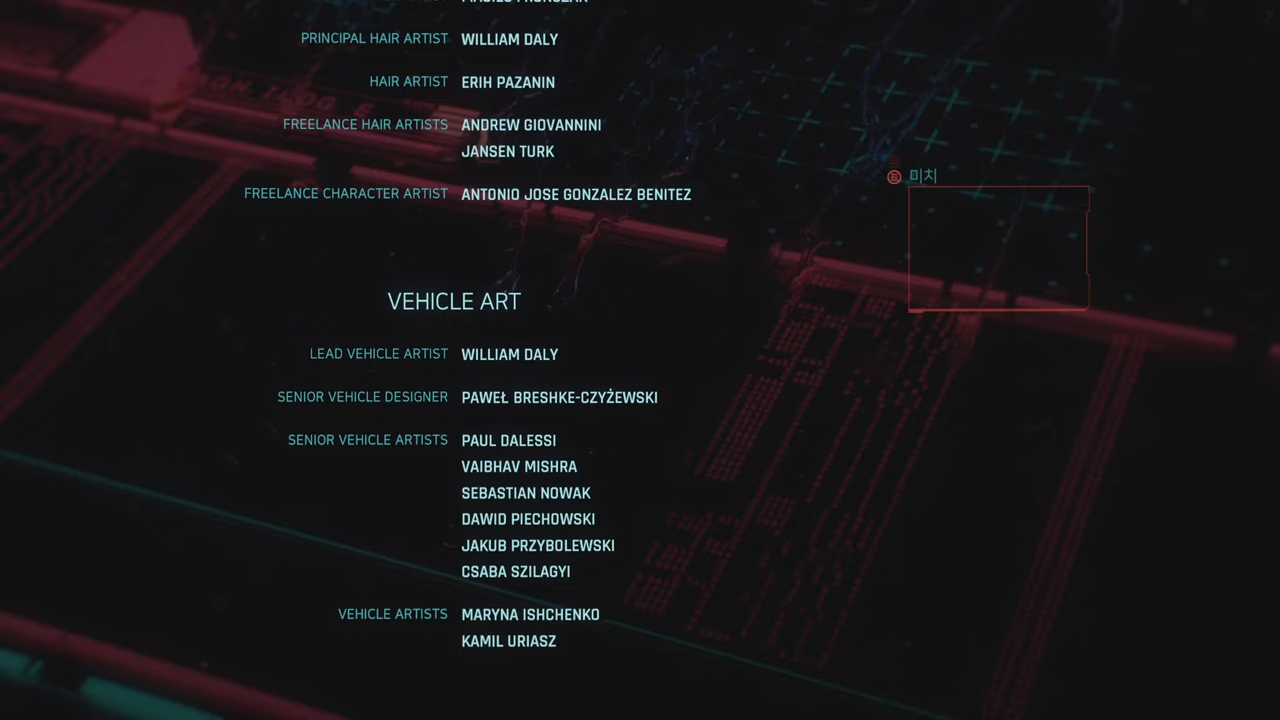 PRINCIPAL HAIR ARTIST WILLIAM DALY
HAIR ARTIST ERIH PAZANIN
FREELANCE HAIR ARTISTS ANDREW GIOVANNINI
JANSEN TURK
FREELANCE CHARACTER ARTIST ANTONIO JOSE GONZALEZ BENITEZ
미치
VEHICLE ART
LEAD VEHICLE ARTIST WILLIAM DALY
SENIOR VEHICLE DESIGNER PAWEŁ BRESHKE-CZYŻEWSKI
SENIOR VEHICLE ARTISTS PAUL DALESSI
VAIBHAV MISHRA
SEBASTIAN NOWAK
DAWID PIECHOWSKI
JAKUB PRZYBOLEWSKI
CSABA SZILAGYI
VEHICLE ARTISTS MARYNA ISHCHENKO
KAMIL URIASZ